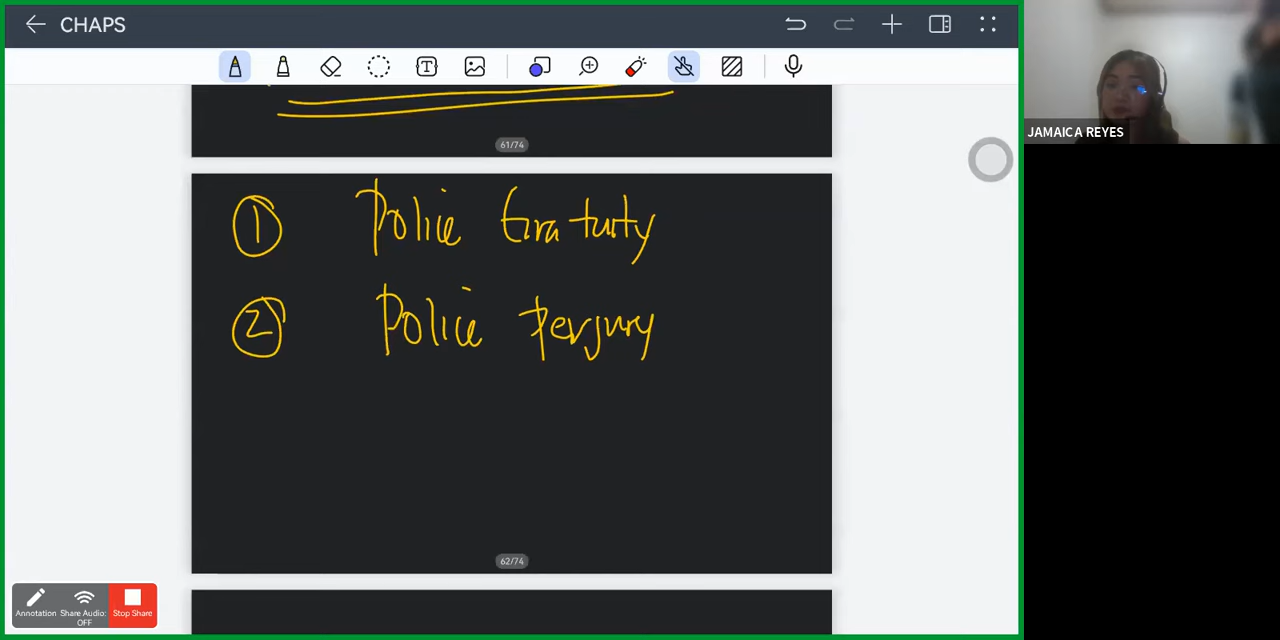 CHAPS
JAMAICA REYES
61/74
1 Police Gratuity
2 Police Perjury
62/74
Annotation
Share Audio: OFF
Stop Share